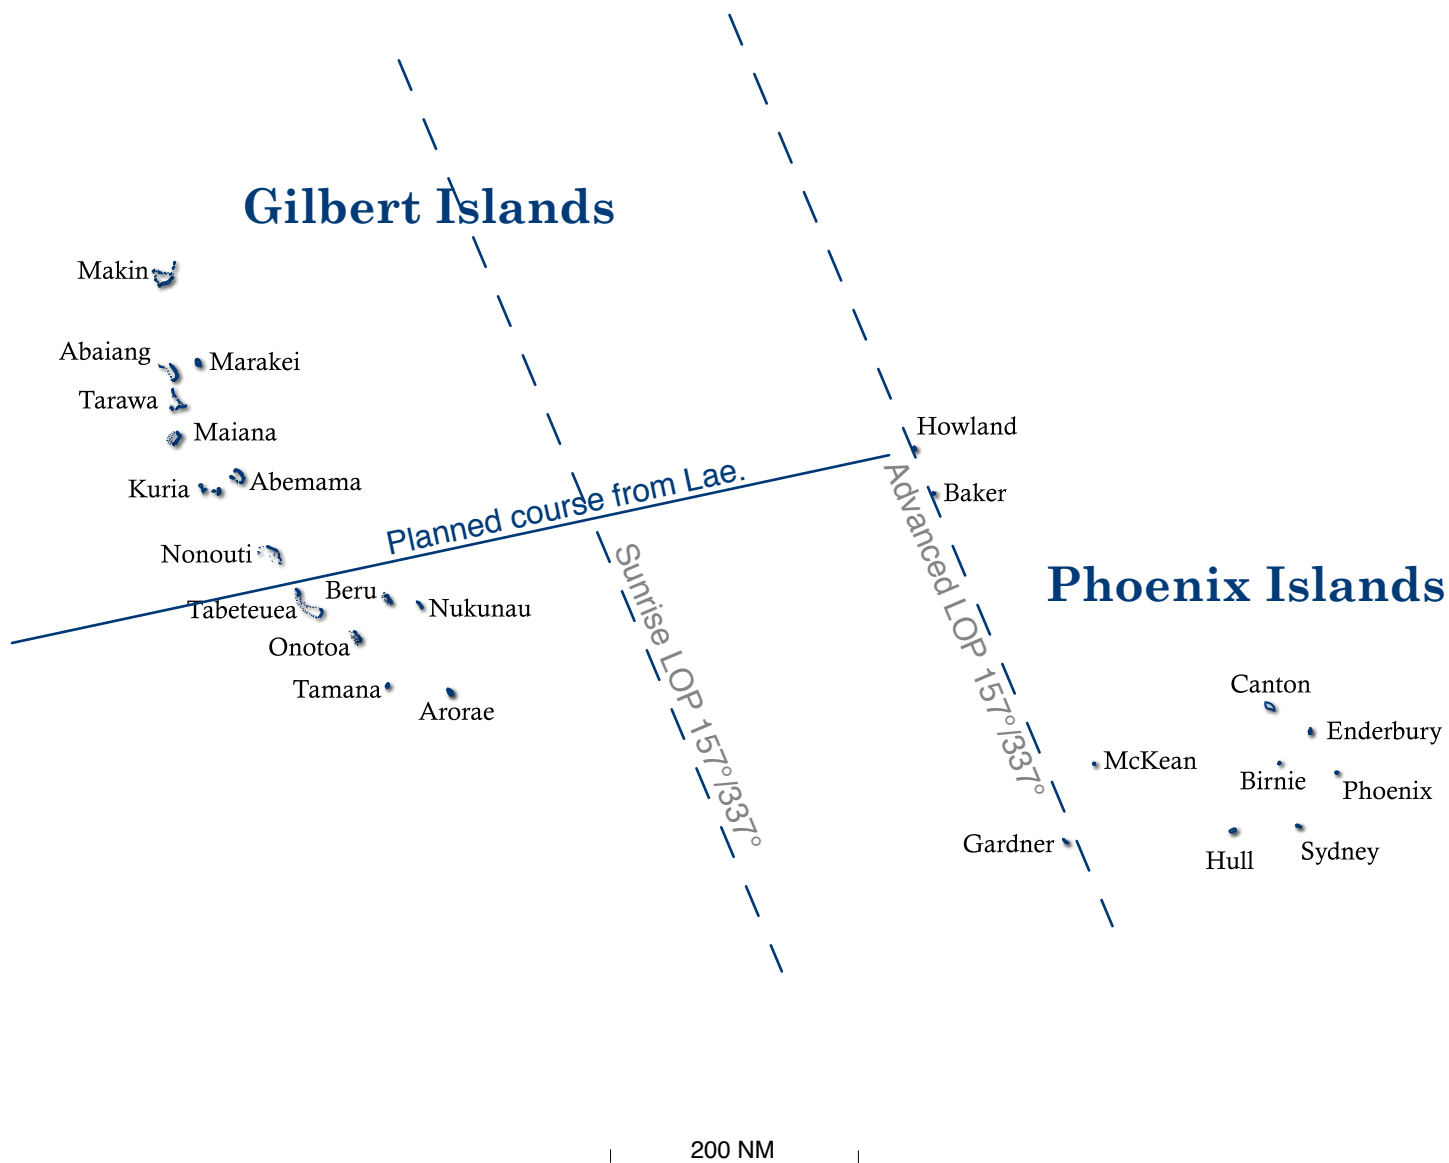 Gilbert Islands
Makin
Abaiang
Marakei
Tarawa
Maiana
Kuria
Abemama
Nonouti
Tabeteuea
Beru
Nukunau
Onotoa
Tamana
Arorae
Planned course from Lae.
Sunrise LOP 157°/337°
Howland
Baker
Advanced LOP 157°/337°
Phoenix Islands
Canton
Enderbury
McKean
Birnie
Phoenix
Gardner
Hull
Sydney
200 NM